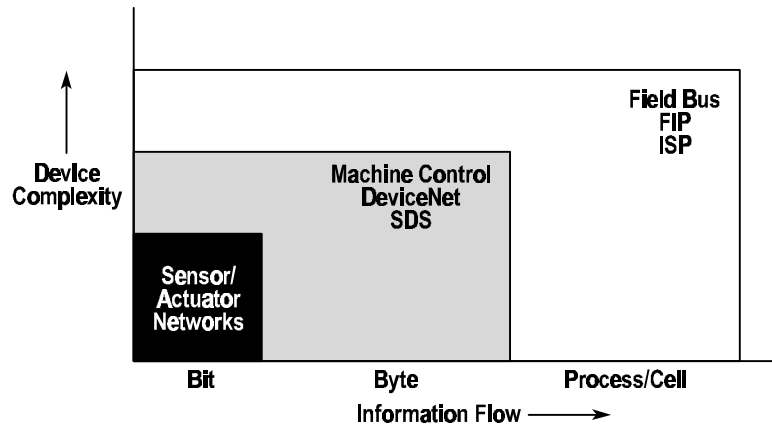 Field Bus
FIP
ISP
Device
Complexity
Machine Control
DeviceNet
SDS
Sensor/
Actuator
Networks
Bit
Byte
Process/Cell
Information Flow